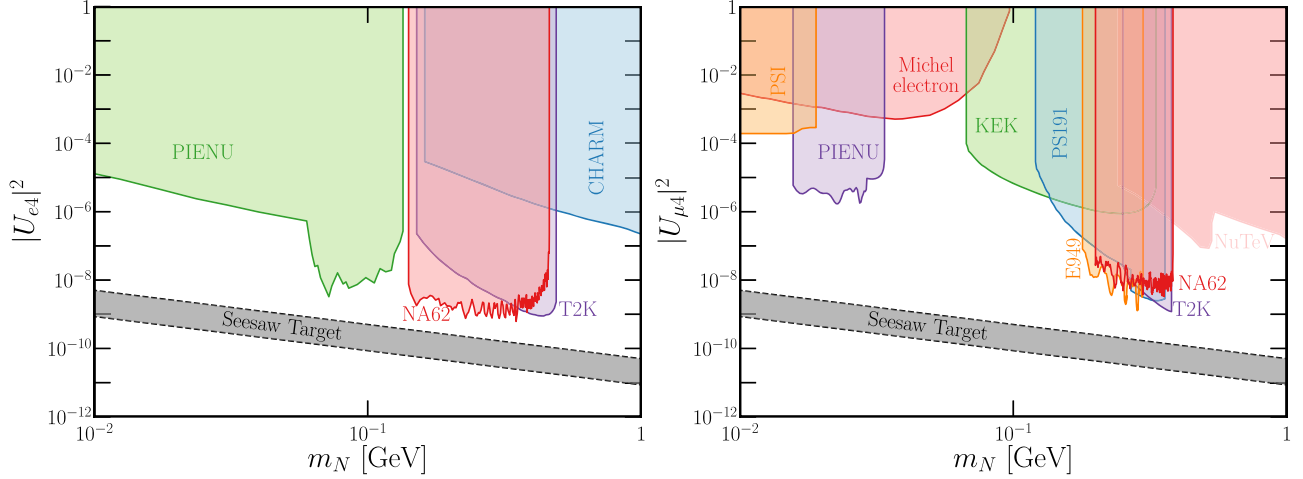 1
10⁻²
10⁻⁴
10⁻⁶
10⁻⁸
10⁻¹⁰
10⁻¹²
|U_{e4}|²
PIENU
CHARM
NA62
T2K
Seesaw Target
10⁻²
10⁻¹
1
m_N [GeV]
1
10⁻²
10⁻⁴
10⁻⁶
10⁻⁸
10⁻¹⁰
10⁻¹²
|U_{μ4}|²
PSI
Michel
electron
PIENU
KEK
PS191
NuTeV
E949
NA62
T2K
Seesaw Target
10⁻²
10⁻¹
1
m_N [GeV]